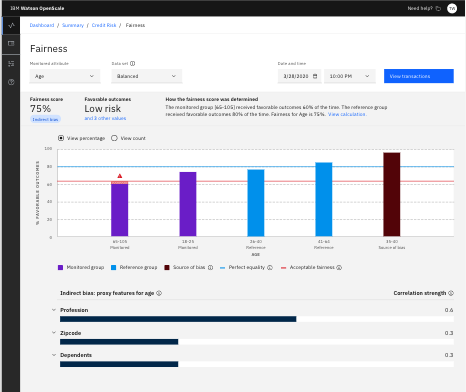 IBM Watson OpenScale
Need help?
TW
Dashboard / Summary / Credit Risk / Fairness
Fairness
Monitored attribute
Data set
Date and time
Age
Balanced
3/28/2020
10:00 PM
View transactions
Fairness score
Favorable outcomes
How the fairness score was determined
75%
Low risk
The monitored group (65-105) received favorable outcomes 60% of the time. The reference group
received favorable outcomes 80% of the time. Fairness for Age is 75%. View calculation
Indirect bias
and 3 other values
View percentage
View count
% FAVORABLE OUTCOMES
100
80
60
40
20
0
65-105
Monitored
18-25
Monitored
26-40
Reference
41-64
Reference
Source of bias
AGE
Monitored group
Reference group
Source of bias
Perfect equality
Acceptable fairness
Indirect bias: proxy features for age
Correlation strength
Profession
0.6
Zipcode
0.3
Dependents
0.3